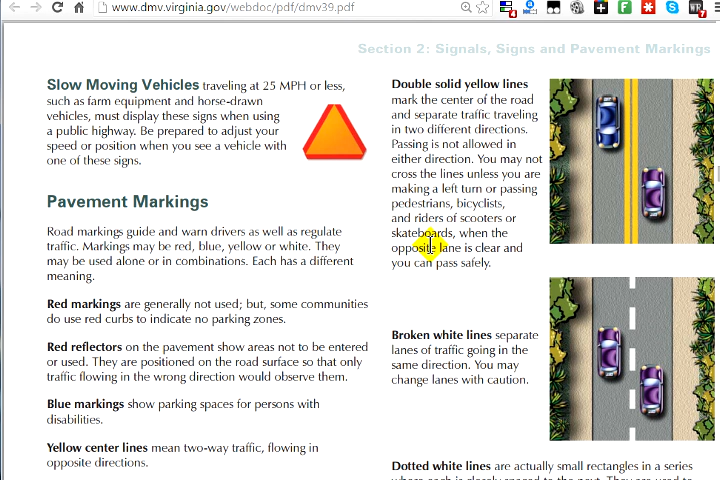 www.dmv.virginia.gov/webdoc/pdf/dmv39.pdf
4
7
Section 2: Signals, Signs and Pavement Markings
Slow Moving Vehicles traveling at 25 MPH or less,
such as farm equipment and horse-drawn
vehicles, must display these signs when using
a public highway. Be prepared to adjust your
speed or position when you see a vehicle with
one of these signs.
Pavement Markings
Road markings guide and warn drivers as well as regulate
traffic. Markings may be red, blue, yellow or white. They
may be used alone or in combinations. Each has a different
meaning.
Red markings are generally not used; but, some communities
do use red curbs to indicate no parking zones.
Red reflectors on the pavement show areas not to be entered
or used. They are positioned on the road surface so that only
traffic flowing in the wrong direction would observe them.
Blue markings show parking spaces for persons with
disabilities.
Yellow center lines mean two-way traffic, flowing in
opposite directions.
Double solid yellow lines
mark the center of the road
and separate traffic traveling
in two different directions.
Passing is not allowed in
either direction. You may not
cross the lines unless you are
making a left turn or passing
pedestrians, bicyclists,
and riders of scooters or
skateboards, when the
opposite lane is clear and
you can pass safely.
Broken white lines separate
lanes of traffic going in the
same direction. You may
change lanes with caution.
Dotted white lines are actually small rectangles in a series